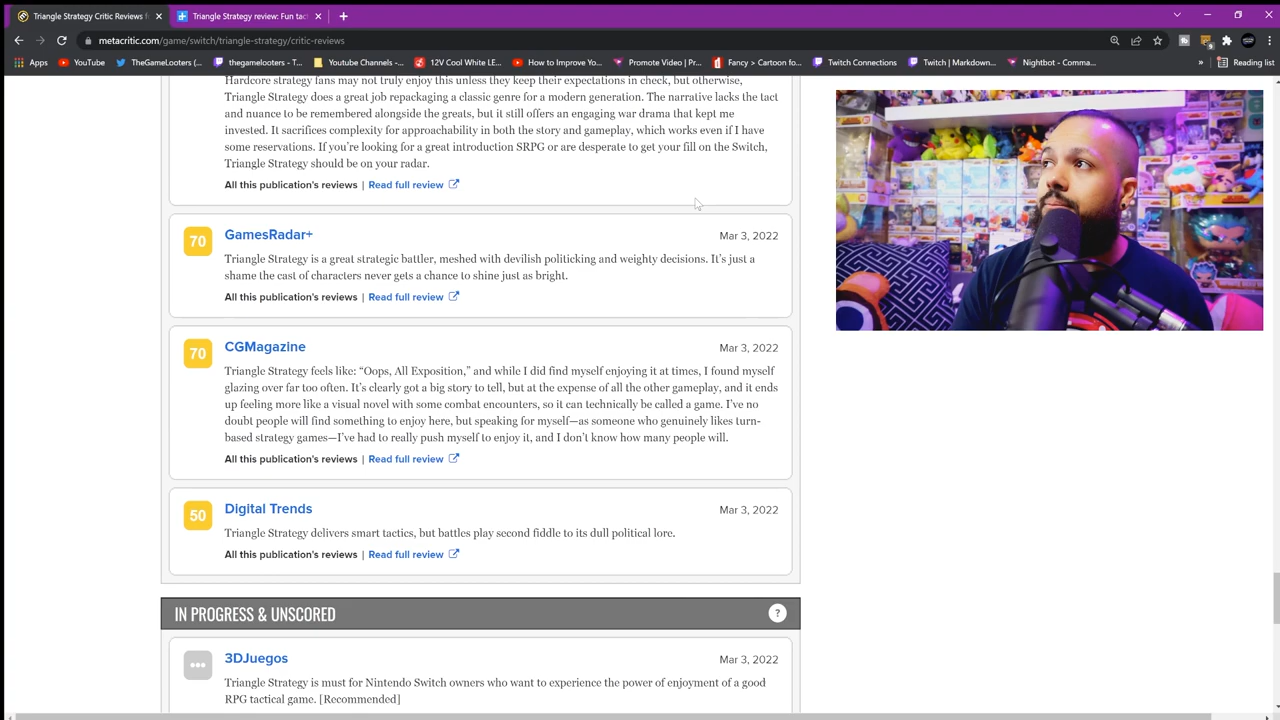 Triangle Strategy Critic Reviews f
Triangle Strategy review: Fun tac
metacritic.com/game/switch/triangle-strategy/critic-reviews
Apps
YouTube
TheGameLooters (...
thegamelooters - T...
Youtube Channels -...
12V Cool White LE...
How to Improve Yo...
Promote Video | Pr...
Fancy > Cartoon fo...
Twitch Connections
Twitch | Markdown...
Nightbot - Comma...
»
Reading list
Hardcore strategy fans may not truly enjoy this unless they keep their expectations in check, but otherwise,
Triangle Strategy does a great job repackaging a classic genre for a modern generation. The narrative lacks the tact
and nuance to be remembered alongside the greats, but it still offers an engaging war drama that kept me
invested. It sacrifices complexity for approachability in both the story and gameplay, which works even if I have
some reservations. If you're looking for a great introduction SRPG or are desperate to get your fill on the Switch,
Triangle Strategy should be on your radar.
All this publication's reviews | Read full review
70 GamesRadar+ Mar 3, 2022
Triangle Strategy is a great strategic battler, meshed with devilish politicking and weighty decisions. It's just a
shame the cast of characters never gets a chance to shine just as bright.
All this publication's reviews | Read full review
70 CGMagazine Mar 3, 2022
Triangle Strategy feels like: “Oops, All Exposition,” and while I did find myself enjoying it at times, I found myself
glazing over far too often. It’s clearly got a big story to tell, but at the expense of all the other gameplay, and it ends
up feeling more like a visual novel with some combat encounters, so it can technically be called a game. I’ve no
doubt people will find something to enjoy here, but speaking for myself—as someone who genuinely likes turn-
based strategy games—I’ve had to really push myself to enjoy it, and I don’t know how many people will.
All this publication's reviews | Read full review
50 Digital Trends Mar 3, 2022
Triangle Strategy delivers smart tactics, but battles play second fiddle to its dull political lore.
All this publication's reviews | Read full review
IN PROGRESS & UNSCORED ?
3DJuegos Mar 3, 2022
Triangle Strategy is must for Nintendo Switch owners who want to experience the power of enjoyment of a good
RPG tactical game. [Recommended]